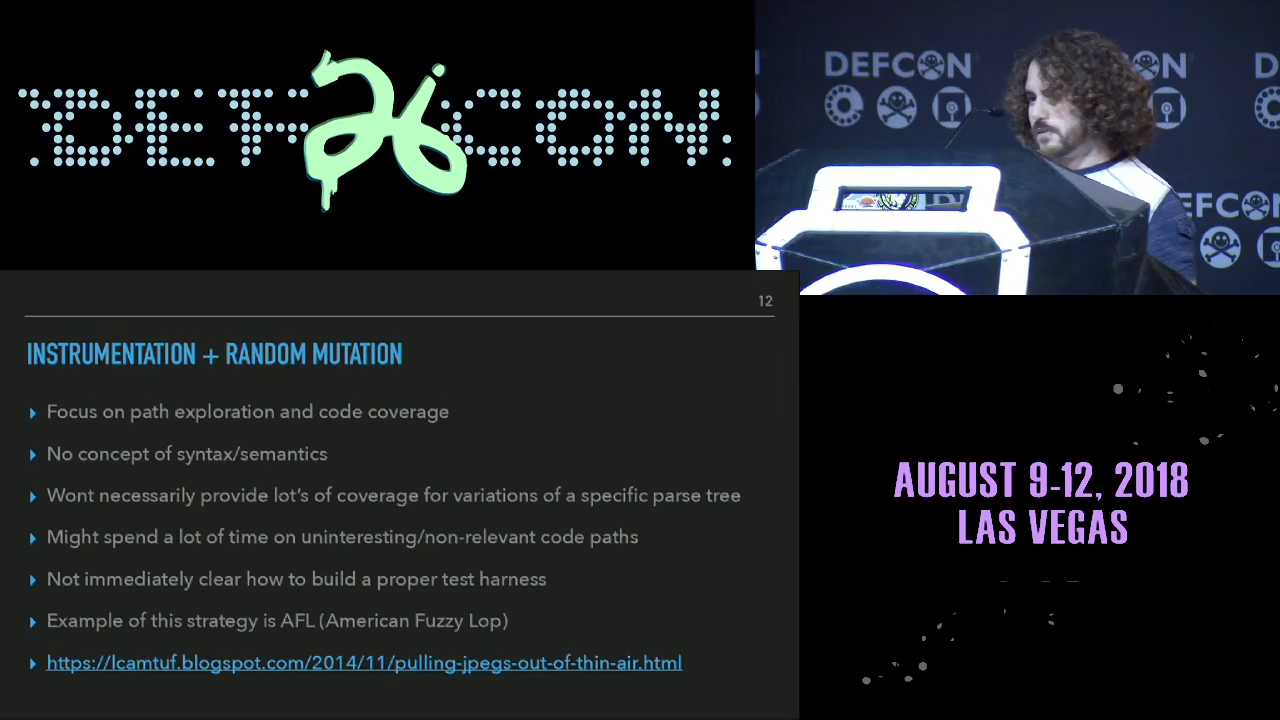 DEF CON 26
DEFCON
12
INSTRUMENTATION + RANDOM MUTATION
Focus on path exploration and code coverage
No concept of syntax/semantics
Wont necessarily provide lot's of coverage for variations of a specific parse tree
Might spend a lot of time on uninteresting/non-relevant code paths
Not immediately clear how to build a proper test harness
Example of this strategy is AFL (American Fuzzy Lop)
https://lcamtuf.blogspot.com/2014/11/pulling-jpegs-out-of-thin-air.html
AUGUST 9-12, 2018
LAS VEGAS